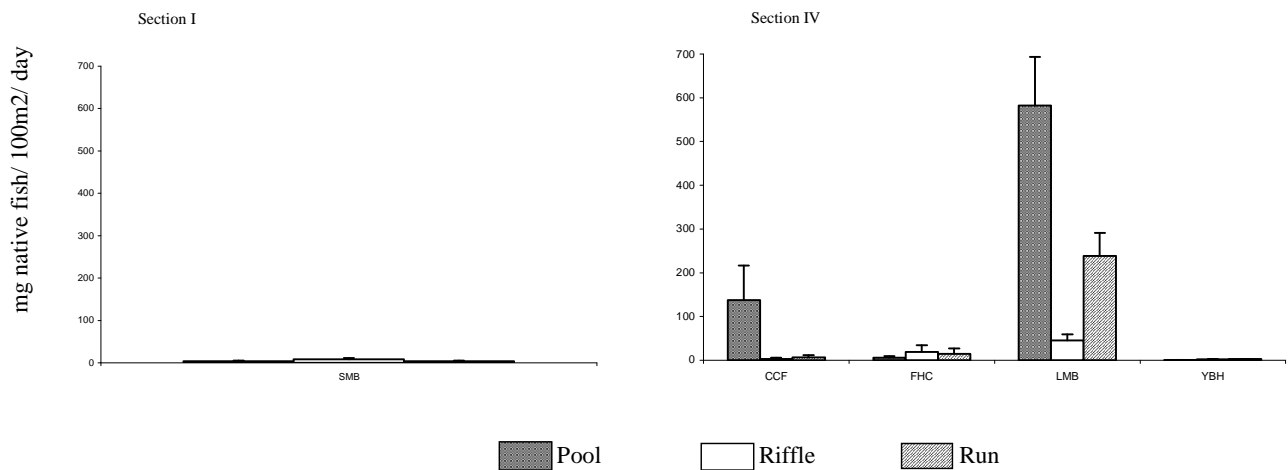 Section I
Section IV
mg native fish/ 100m2/ day
700
600
500
400
300
200
100
0
SMB
700
600
500
400
300
200
100
0
CCF FHC LMB YBH
Pool Riffle Run